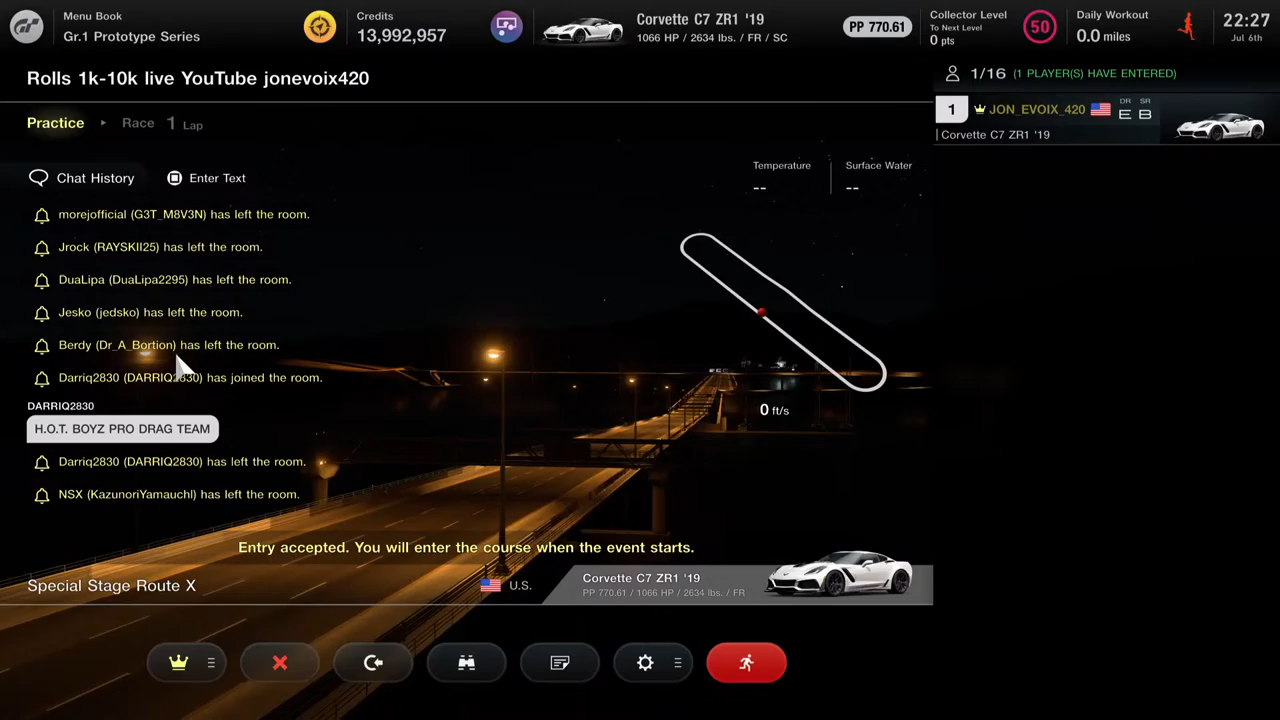 Menu Book
Gr.1 Prototype Series
Credits
13,992,957
Corvette C7 ZR1 '19
1066 HP / 2634 lbs. / FR / SC
PP 770.61
Collector Level
To Next Level
0 pts
50
Daily Workout
0.0 miles
22:27
Jul 6th
Rolls 1k-10k live YouTube jonevoix420
1/16 (1 PLAYER(S) HAVE ENTERED)
1 JON_EVOIX_420 DR E SR B
Corvette C7 ZR1 '19
Practice Race 1 Lap
Temperature
--
Surface Water
--
Chat History Enter Text
morejofficial (G3T_M8V3N) has left the room.
Jrock (RAYSKII25) has left the room.
DuaLipa (DuaLipa2295) has left the room.
Jesko (jedsko) has left the room.
Berdy (Dr_A_Bortion) has left the room.
Darriq2830 (DARRIQ2830) has joined the room.
DARRIQ2830
H.O.T. BOYZ PRO DRAG TEAM
Darriq2830 (DARRIQ2830) has left the room.
NSX (KazunoriYamauchl) has left the room.
0 ft/s
Entry accepted. You will enter the course when the event starts.
Special Stage Route X
U.S.
Corvette C7 ZR1 '19
PP 770.61 / 1066 HP / 2634 lbs. / FR